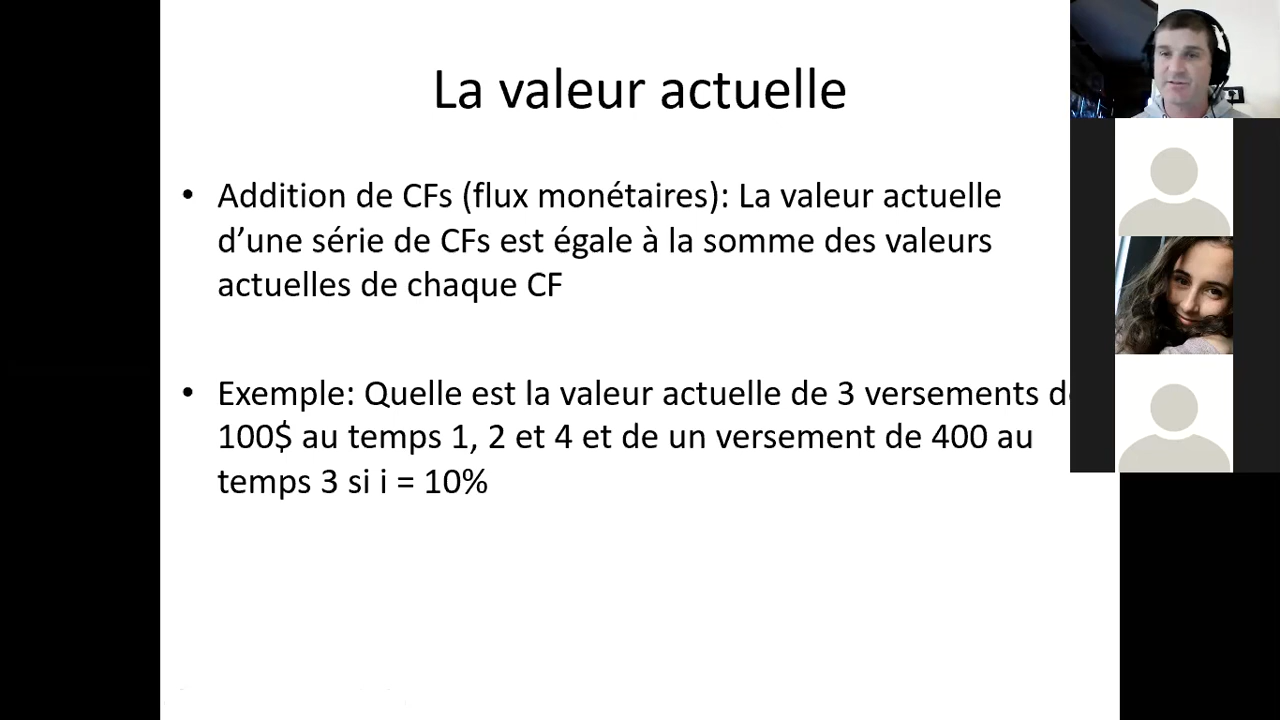 La valeur actuelle
• Addition de CFs (flux monétaires): La valeur actuelle
d’une série de CFs est égale à la somme des valeurs
actuelles de chaque CF
• Exemple: Quelle est la valeur actuelle de 3 versements
100$ au temps 1, 2 et 4 et de un versement de 400 au
temps 3 si i = 10%